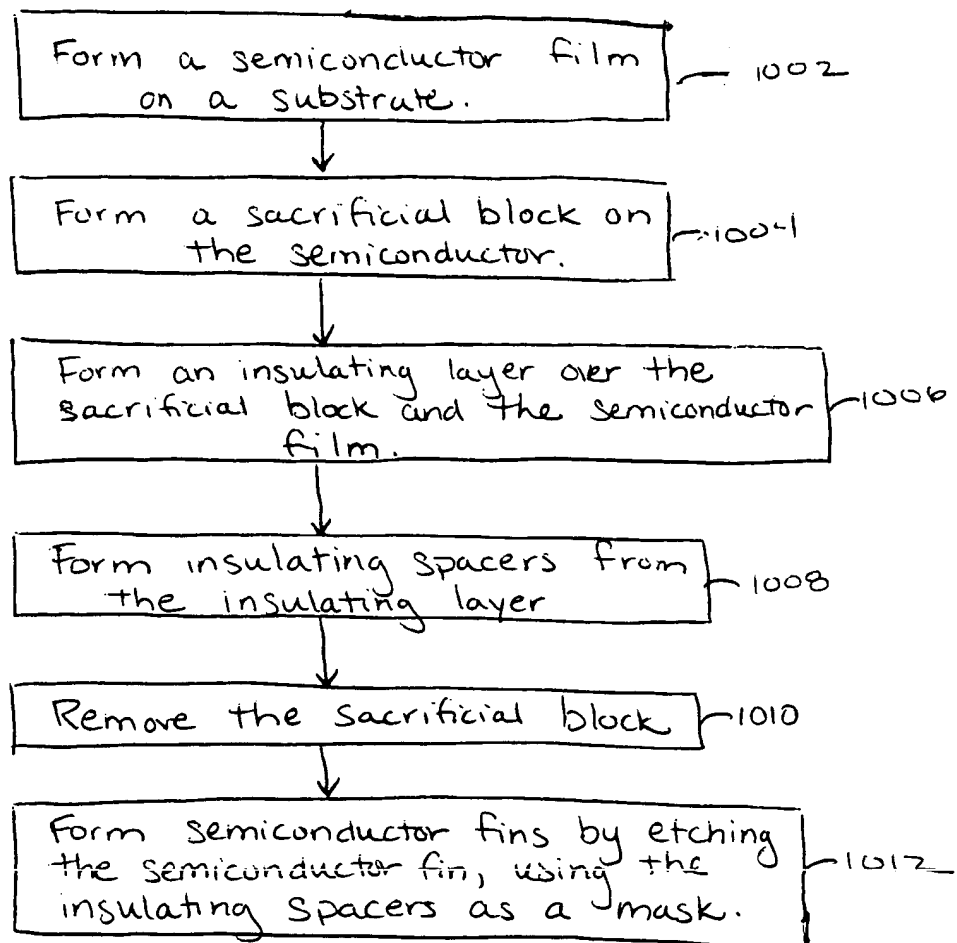 Form a semiconductor film
on a substrate.
1002
Form a sacrificial block on
the semiconductor.
1004
Form an insulating layer over the
sacrificial block and the semiconductor
film.
1006
Form insulating spacers from
the insulating layer
1008
Remove the sacrificial block
1010
Form semiconductor fins by etching
the semiconductor fin, using the
insulating spacers as a mask.
1012